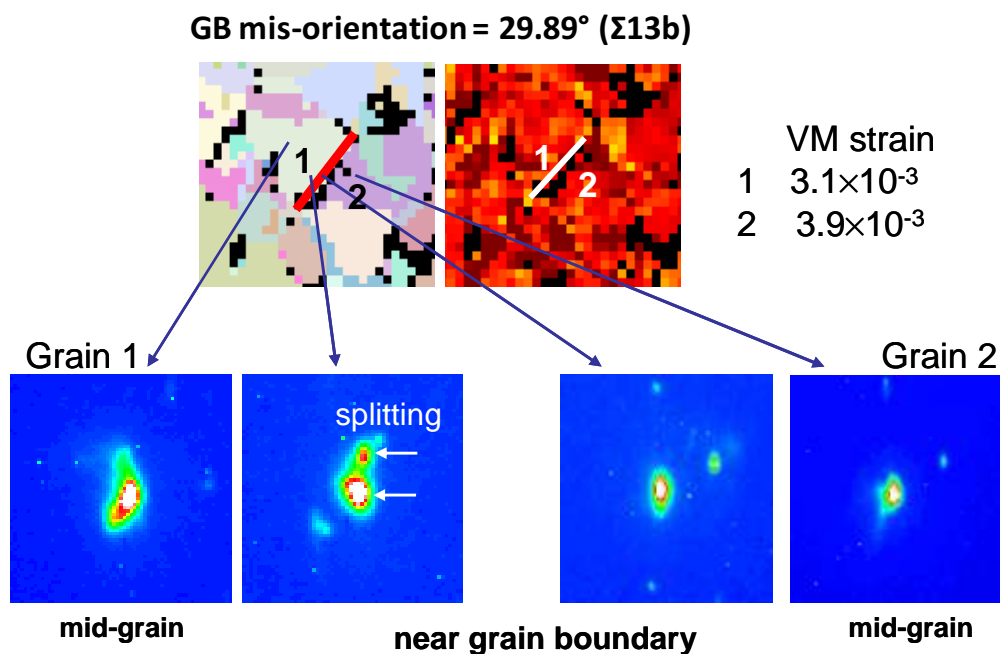 GB mis-orientation = 29.89° (Σ13b)
1
2
1
2
VM strain
1 3.1×10⁻³
2 3.9×10⁻³
Grain 1
Grain 2
splitting
mid-grain
near grain boundary
mid-grain